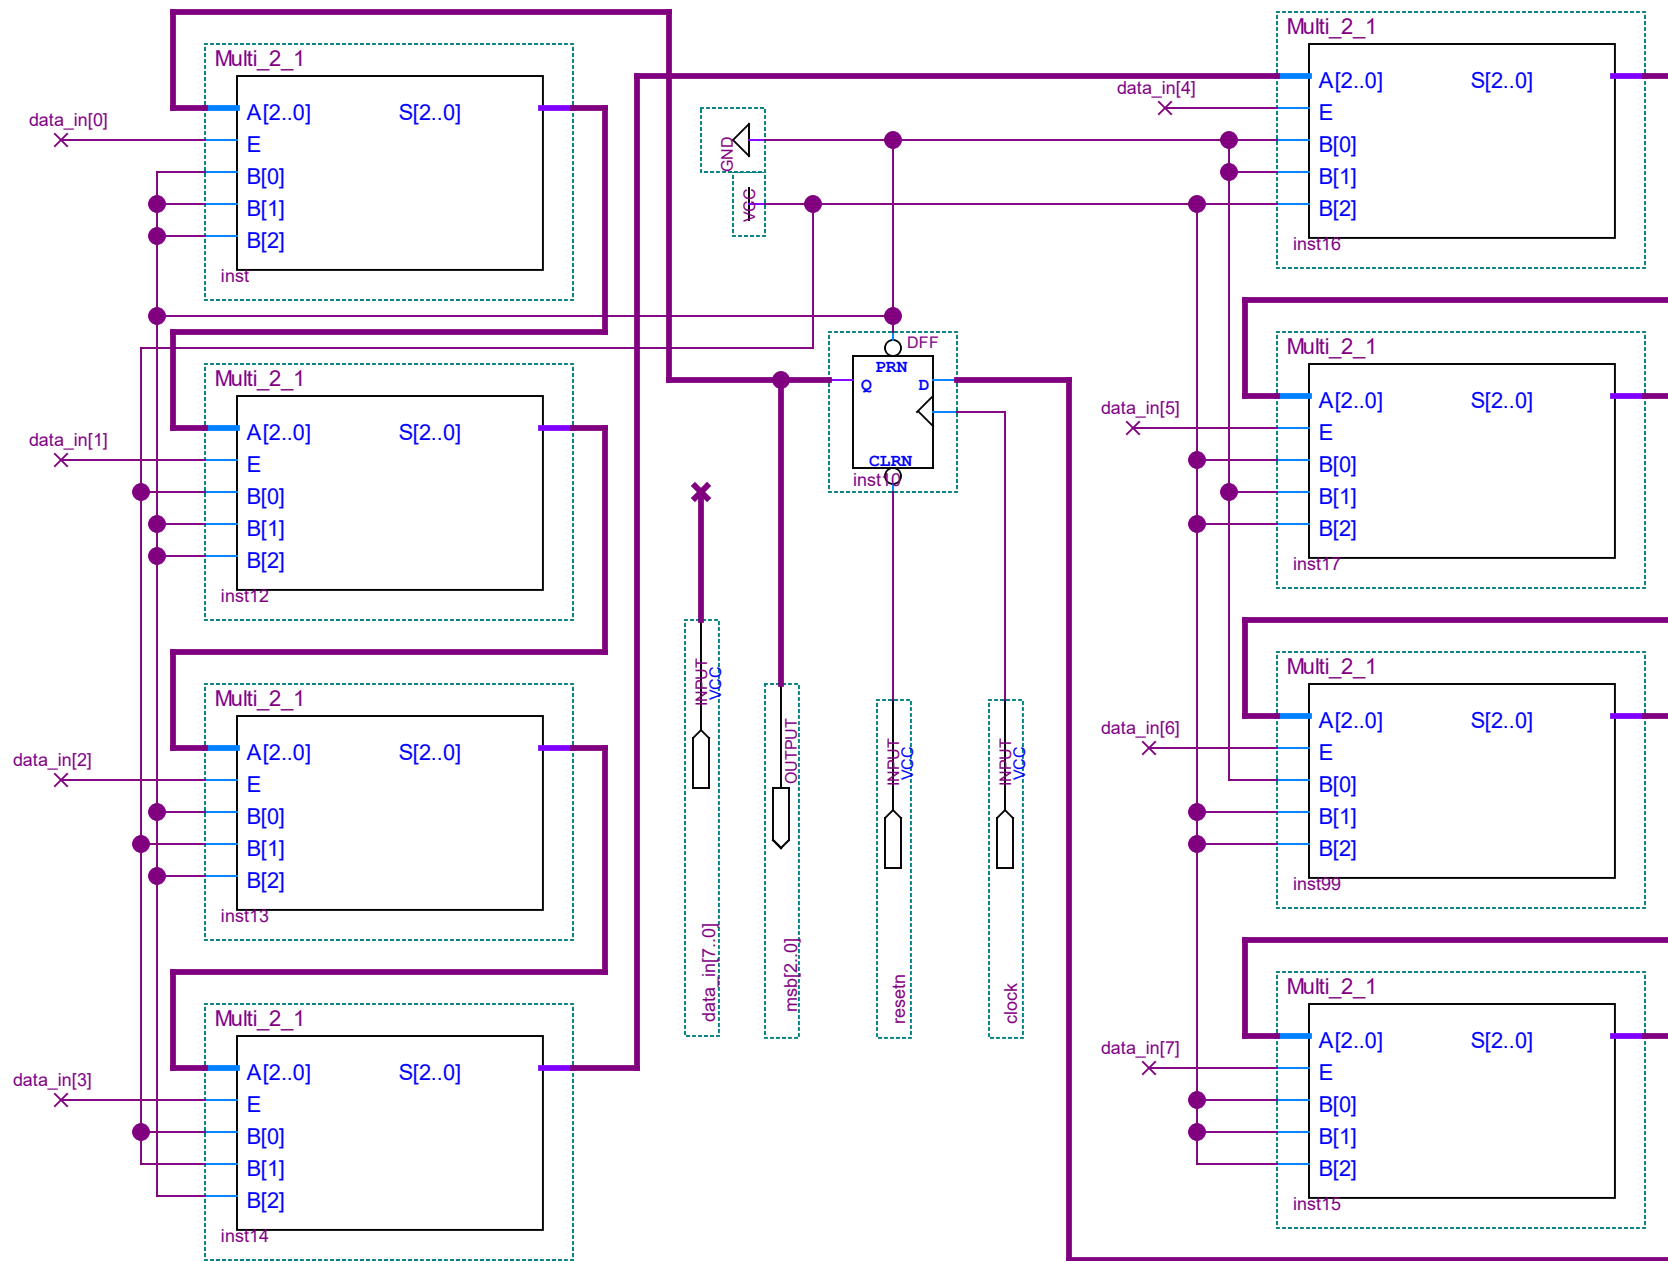 Multi_2_1
data_in[0]
A[2..0] S[2..0]
E
B[0]
B[1]
B[2]
inst
Multi_2_1
data_in[1]
A[2..0] S[2..0]
E
B[0]
B[1]
B[2]
inst12
Multi_2_1
data_in[2]
A[2..0] S[2..0]
E
B[0]
B[1]
B[2]
inst13
Multi_2_1
data_in[3]
A[2..0] S[2..0]
E
B[0]
B[1]
B[2]
inst14
GND
VCC
DFF
PRN
Q D
CLRN
inst10
INPUT
VCC
data_in[7..0]
OUTPUT
msb[2..0]
INPUT
VCC
resetn
INPUT
VCC
clock
Multi_2_1
data_in[4]
A[2..0] S[2..0]
E
B[0]
B[1]
B[2]
inst16
Multi_2_1
data_in[5]
A[2..0] S[2..0]
E
B[0]
B[1]
B[2]
inst17
Multi_2_1
data_in[6]
A[2..0] S[2..0]
E
B[0]
B[1]
B[2]
inst99
Multi_2_1
data_in[7]
A[2..0] S[2..0]
E
B[0]
B[1]
B[2]
inst15